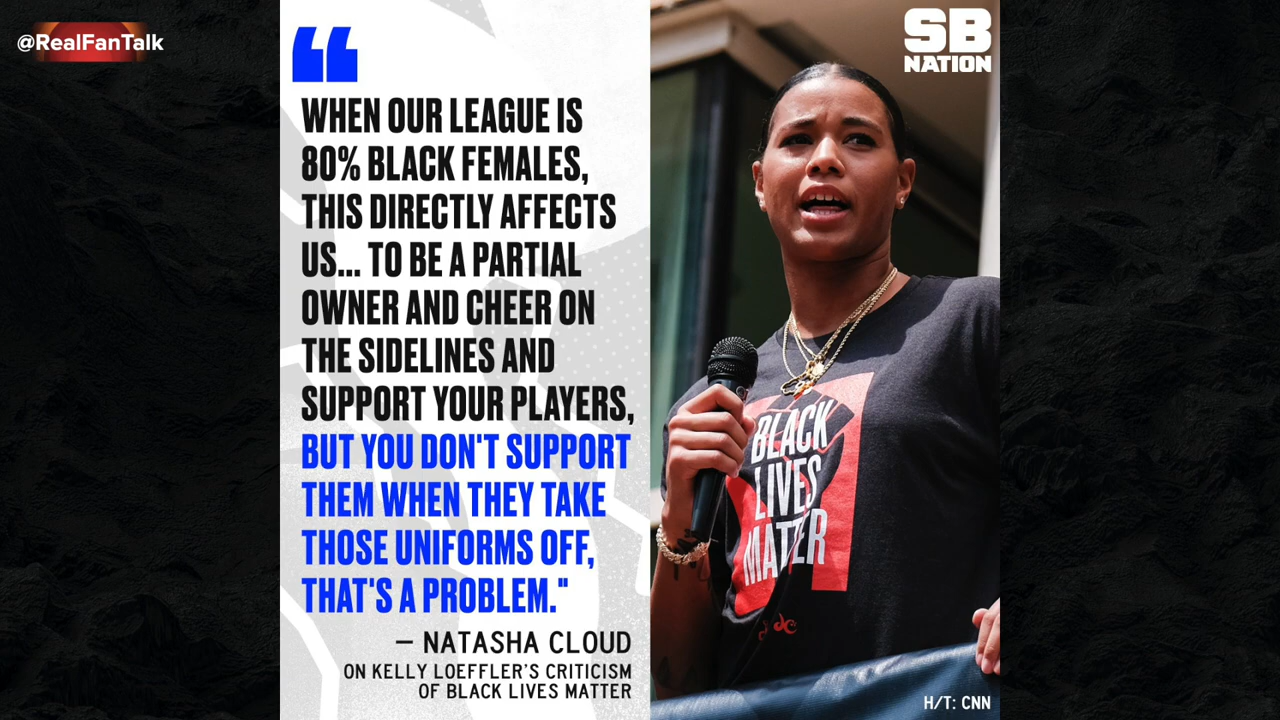 @RealFanTalk
WHEN OUR LEAGUE IS
80% BLACK FEMALES,
THIS DIRECTLY AFFECTS
US... TO BE A PARTIAL
OWNER AND CHEER ON
THE SIDELINES AND
SUPPORT YOUR PLAYERS,
BUT YOU DON'T SUPPORT
THEM WHEN THEY TAKE
THOSE UNIFORMS OFF,
THAT'S A PROBLEM."
– NATASHA CLOUD
ON KELLY LOEFFLER'S CRITICISM
OF BLACK LIVES MATTER
SB
NATION
BLACK
LIVES
MATTER
H/T: CNN